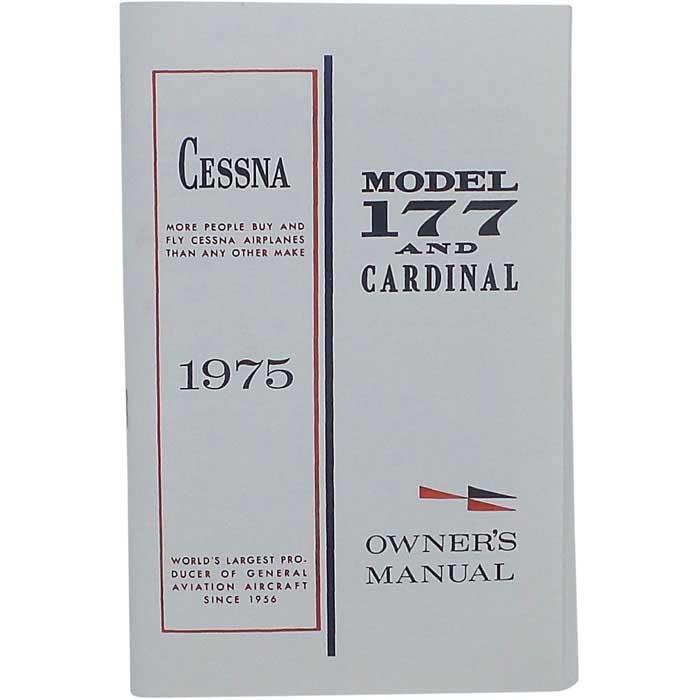 CESSNA
MORE PEOPLE BUY AND
FLY CESSNA AIRPLANES
THAN ANY OTHER MAKE
1975
WORLD'S LARGEST PRO-
DUCER OF GENERAL
AVIATION AIRCRAFT
SINCE 1956
MODEL
177
AND
CARDINAL
OWNER'S
MANUAL